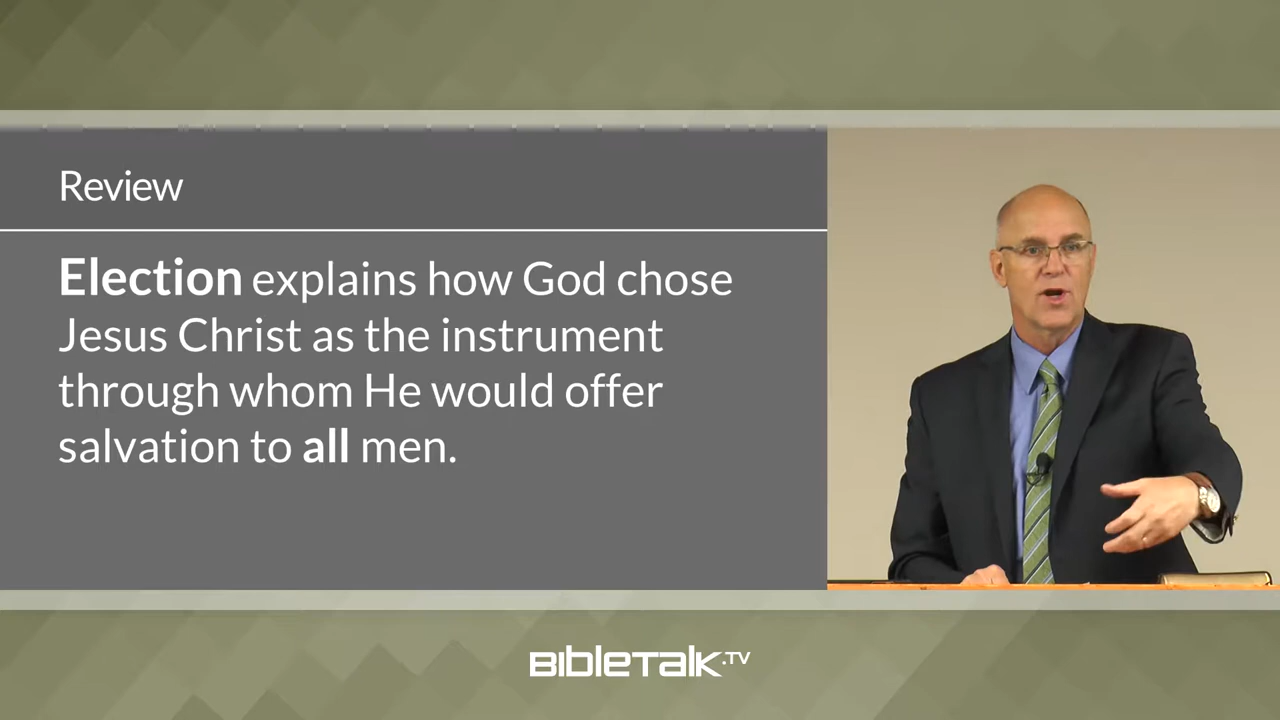 Review
Election explains how God chose
Jesus Christ as the instrument
through whom He would offer
salvation to all men.
BIBLETALK.TV